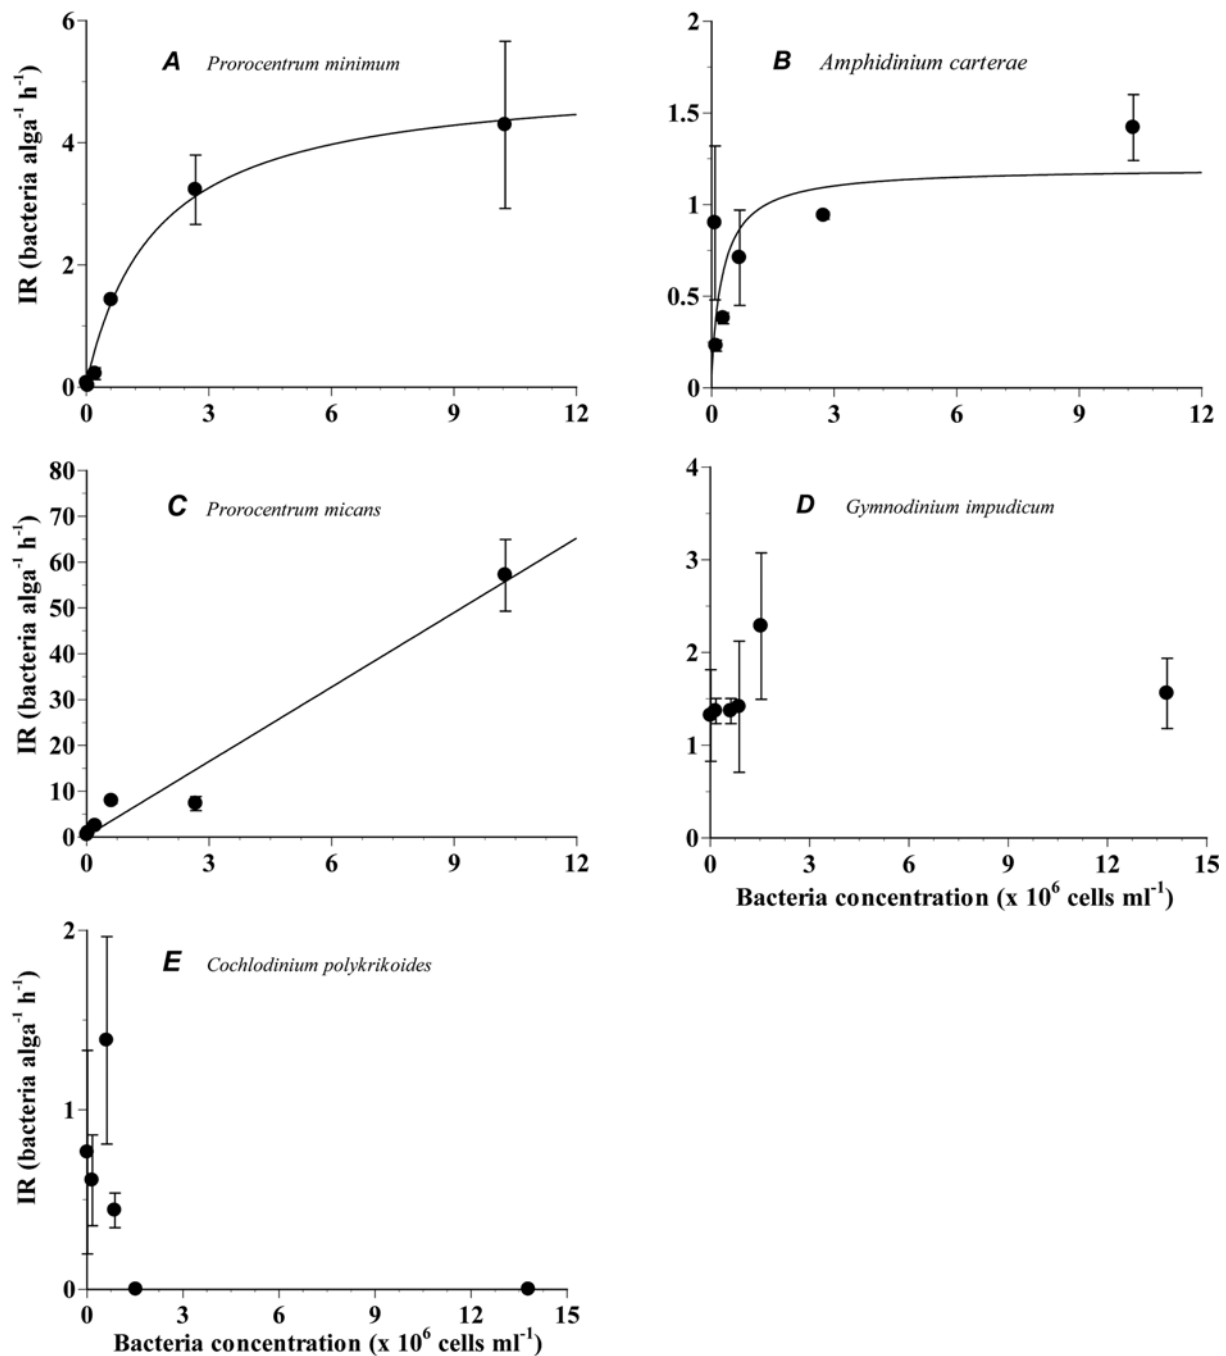 A Prorocentrum minimum
IR (bacteria alga⁻¹ h⁻¹)
6
4
2
0
0 3 6 9 12
B Amphidinium carterae
2
1.5
1
0.5
0
0 3 6 9 12
C Prorocentrum micans
IR (bacteria alga⁻¹ h⁻¹)
80
70
60
50
40
30
20
10
0
0 3 6 9 12
D Gymnodinium impudicum
4
3
2
1
0
0 3 6 9 12 15
Bacteria concentration (x 10⁶ cells ml⁻¹)
E Cochlodinium polykrikoides
IR (bacteria alga⁻¹ h⁻¹)
2
1
0
0 3 6 9 12 15
Bacteria concentration (x 10⁶ cells ml⁻¹)